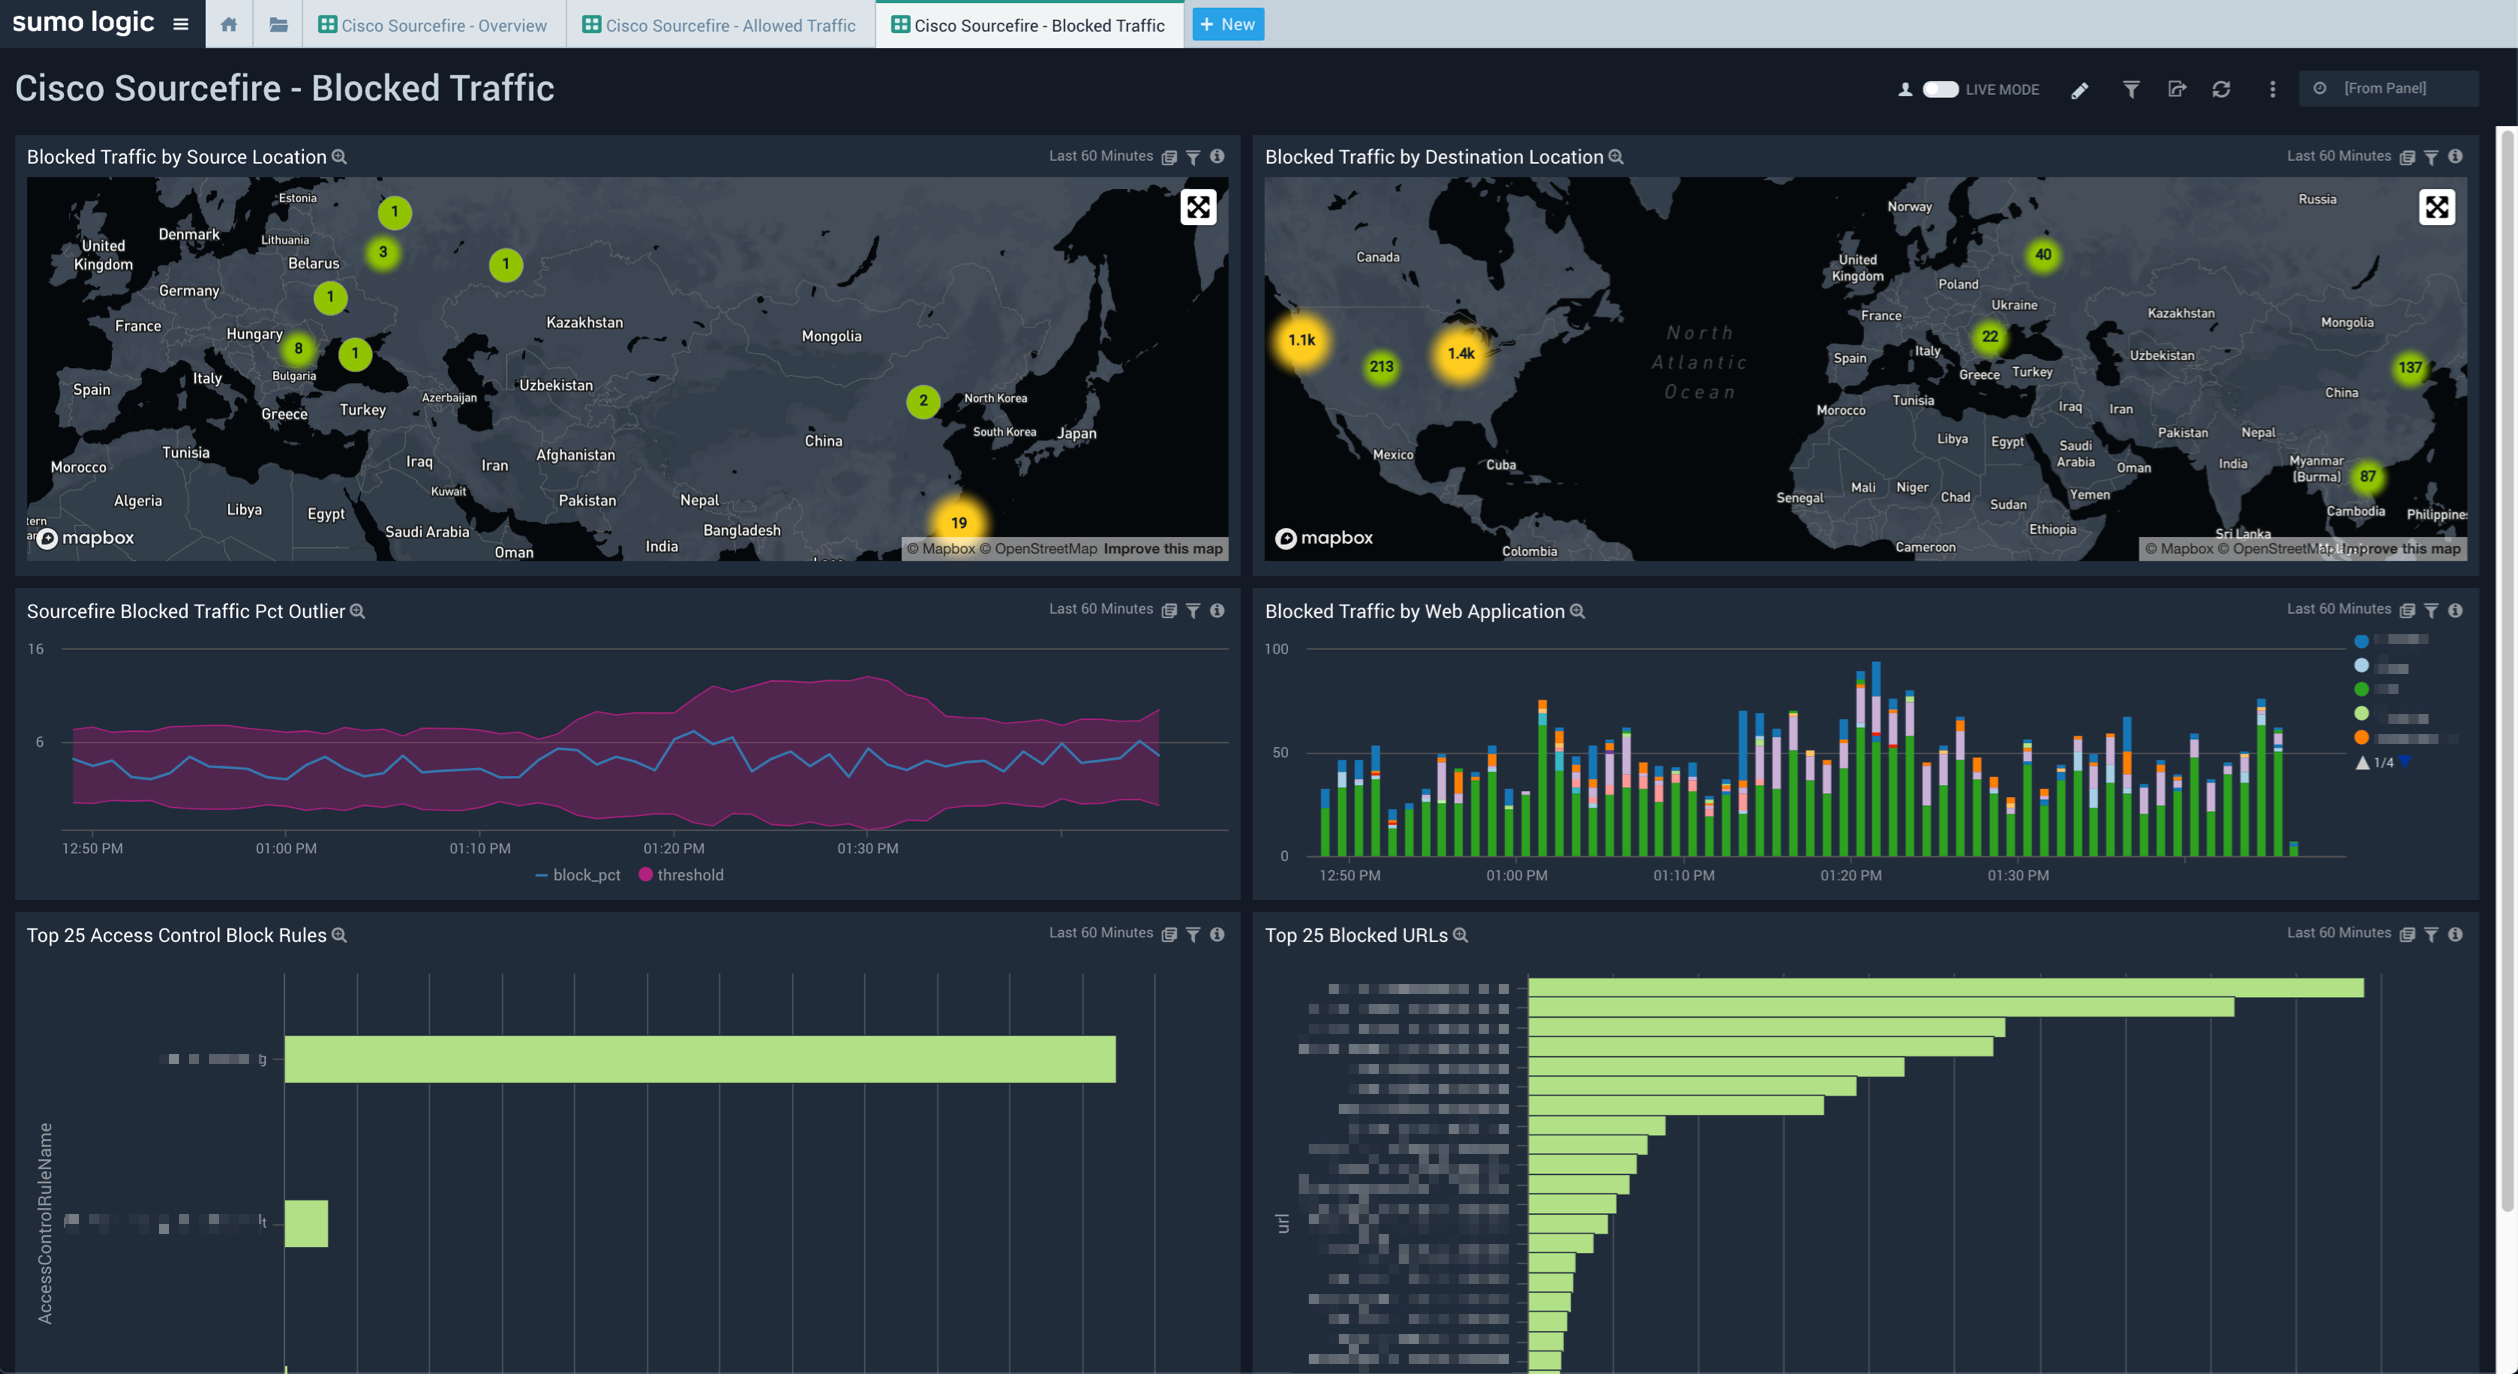 sumo logic
Cisco Sourcefire - Overview
Cisco Sourcefire - Allowed Traffic
Cisco Sourcefire - Blocked Traffic
+ New
Cisco Sourcefire - Blocked Traffic
LIVE MODE
[From Panel]
Blocked Traffic by Source Location
Last 60 Minutes
Estonia
1
Denmark
Lithuania
United
Kingdom
3
Belarus
1
Germany
1
France
Hungary
Kazakhstan
Mongolia
8
1
Bulgaria
Italy
Spain
Uzbekistan
Azerbaijan
2
North Korea
Greece
Turkey
South Korea
Japan
China
Tunisia
Morocco
Iraq
Iran
Afghanistan
Kuwait
Algeria
Libya
Egypt
Pakistan
Nepal
tern
Saudi Arabia
Bangladesh
19
mapbox
Oman
India
© Mapbox © OpenStreetMap Improve this map
Blocked Traffic by Destination Location
Last 60 Minutes
Russia
Norway
Canada
United
Kingdom
40
Poland
Ukraine
France
Kazakhstan
Mongolia
North
Atlantic
Ocean
1.1k
213
1.4k
22
Spain
Italy
Uzbekistan
137
Greece
Turkey
China
Morocco
Tunisia
Iraq
Iran
Libya
Egypt
Saudi
Arabia
Pakistan
Nepal
Mexico
Cuba
Oman
India
Myanmar
(Burma)
87
Senegal
Mali
Niger
Chad
Sudan
Yemen
Cambodia
Philippines
Ethiopia
Sri Lanka
mapbox
Colombia
Cameroon
© Mapbox © OpenStreetMap Improve this map
Sourcefire Blocked Traffic Pct Outlier
Last 60 Minutes
16
6
12:50 PM
01:00 PM
01:10 PM
01:20 PM
01:30 PM
block_pct
threshold
Blocked Traffic by Web Application
Last 60 Minutes
100
50
0
12:50 PM
01:00 PM
01:10 PM
01:20 PM
01:30 PM
1/4
Top 25 Access Control Block Rules
Last 60 Minutes
AccessControlRuleName
Top 25 Blocked URLs
Last 60 Minutes
url